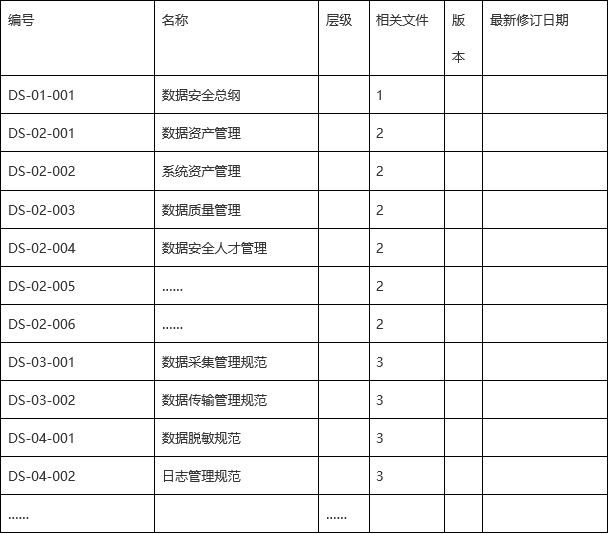 编号 名称 层级 相关文件 版本 最新修订日期
DS-01-001 数据安全总纲 1
DS-02-001 数据资产管理 2
DS-02-002 系统资产管理 2
DS-02-003 数据质量管理 2
DS-02-004 数据安全人才管理 2
DS-02-005 ...... 2
DS-02-006 ...... 2
DS-03-001 数据采集管理规范 3
DS-03-002 数据传输管理规范 3
DS-04-001 数据脱敏规范 3
DS-04-002 日志管理规范 3
...... ......